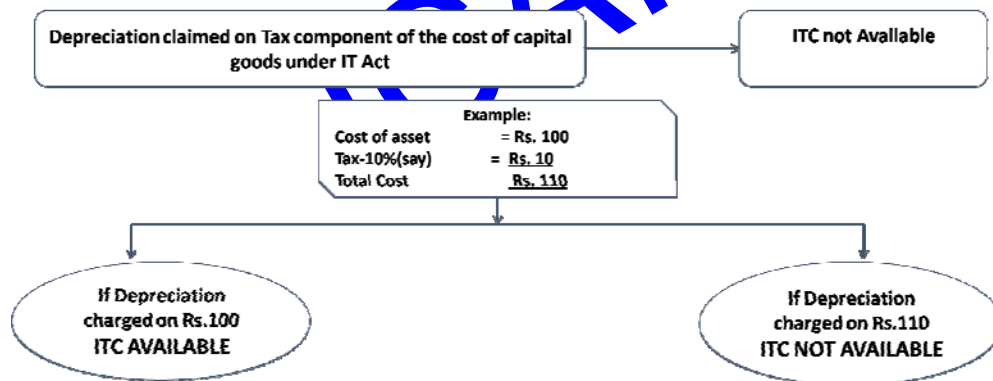 Depreciation claimed on Tax component of the cost of capital
goods under IT Act
ITC not Available
Example:
Cost of asset = Rs. 100
Tax-10%(say) = Rs. 10
Total Cost Rs. 110
If Depreciation
charged on Rs.100
ITC AVAILABLE
If Depreciation
charged on Rs.110
ITC NOT AVAILABLE